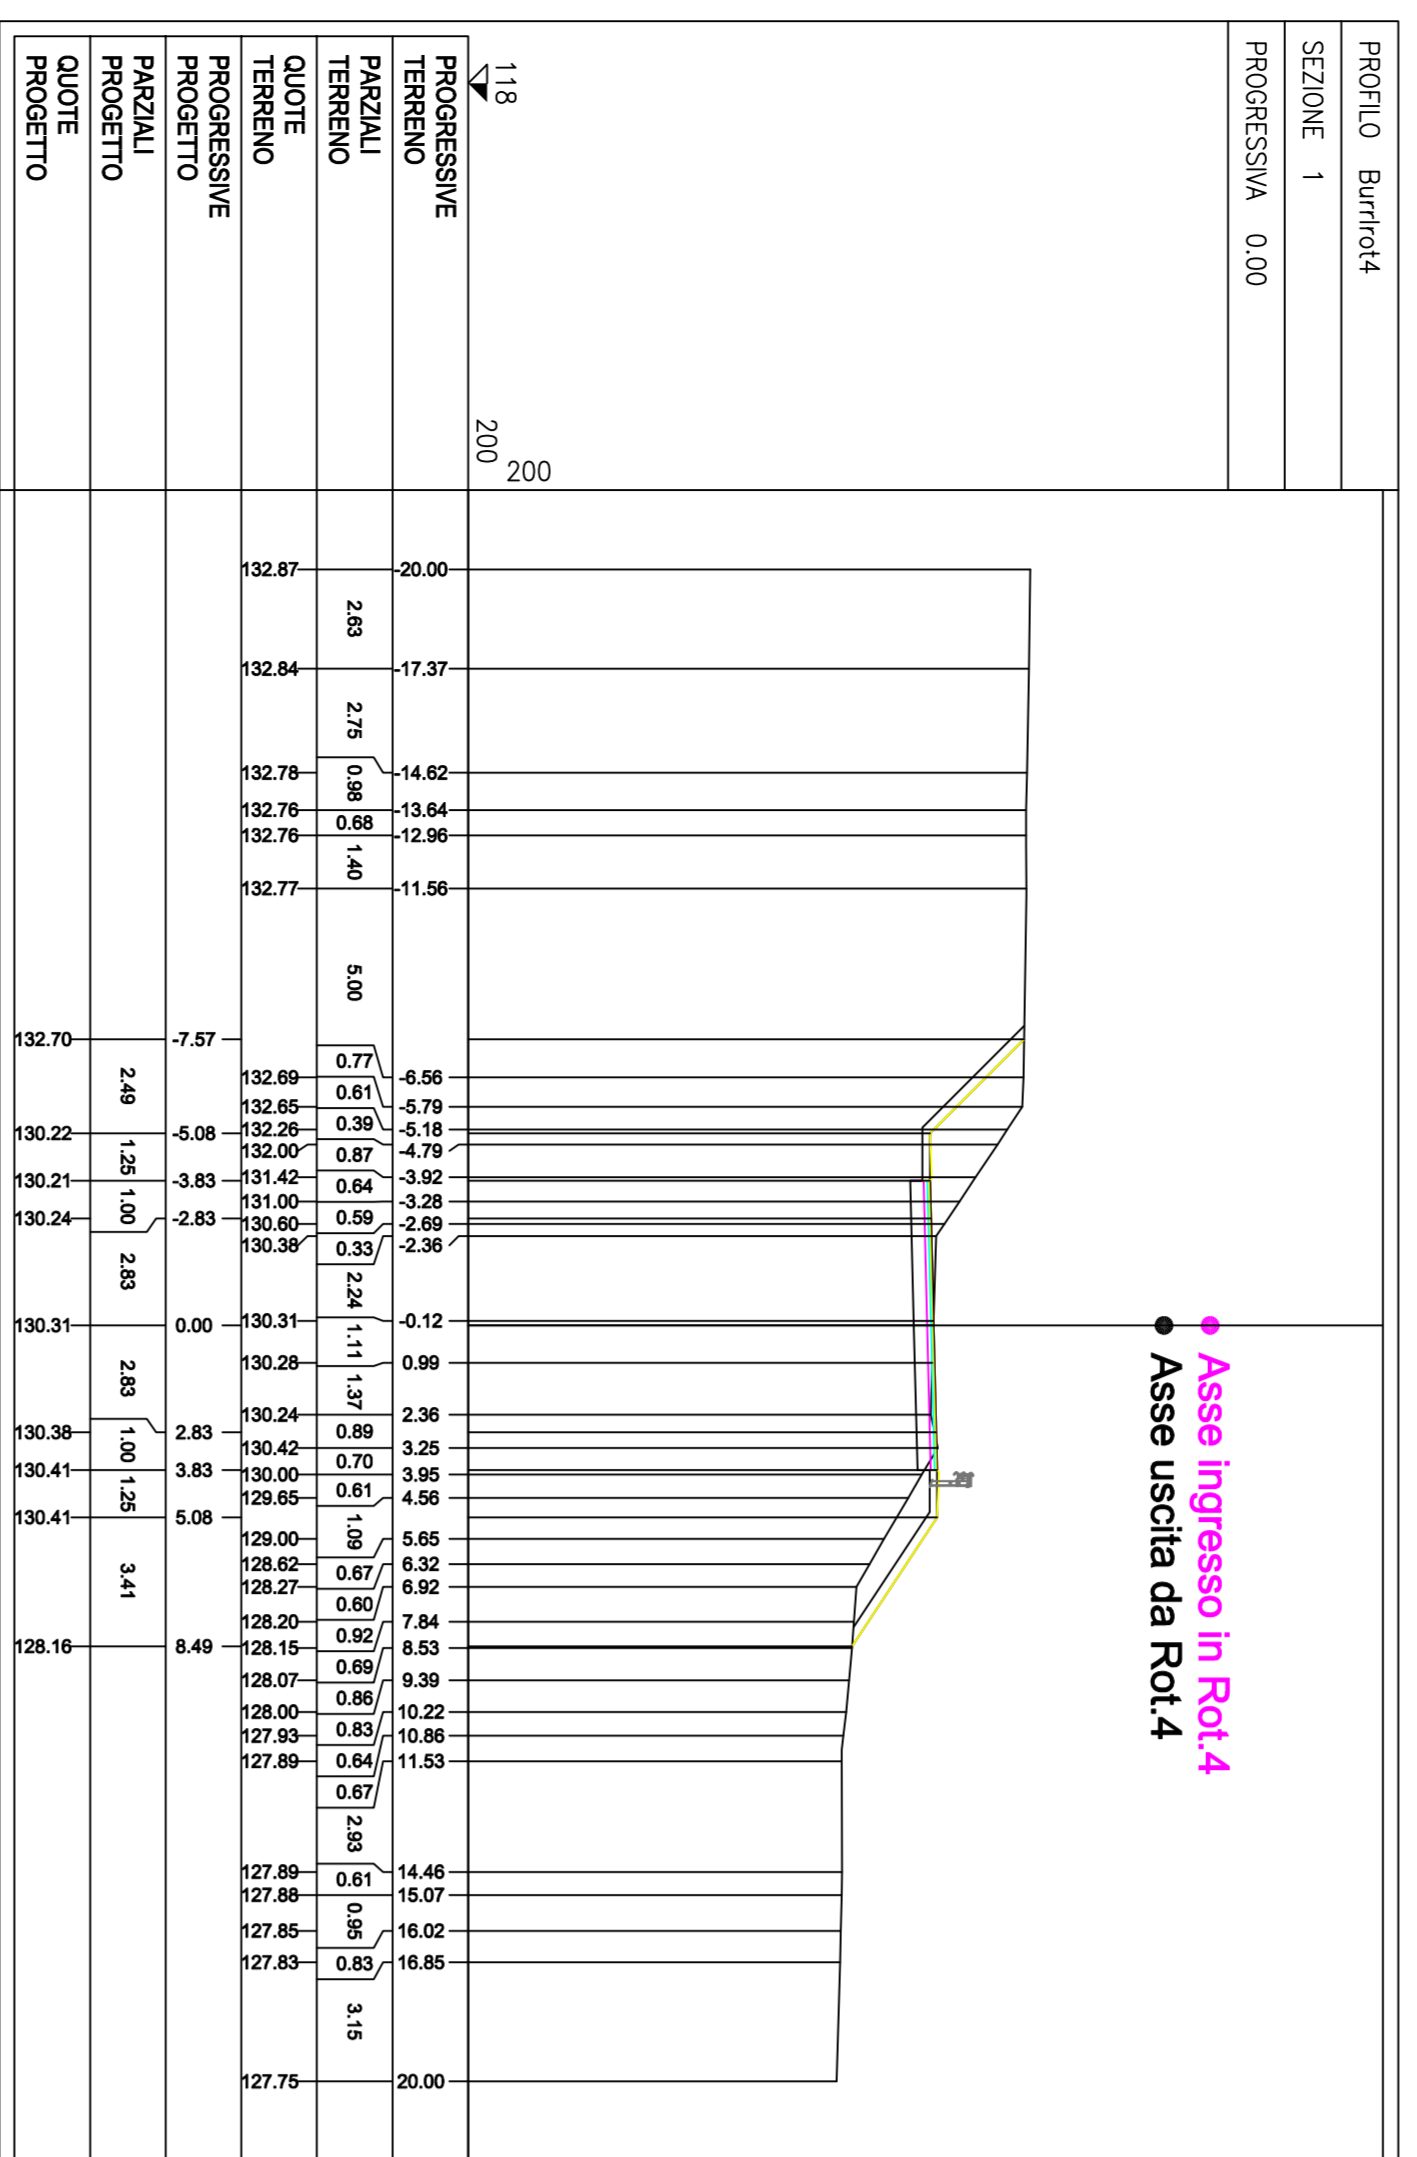 PROFILO Burrlrot4
SEZIONE 1
PROGRESSIVA 0.00
Asse ingresso in Rot.4
Asse uscita da Rot.4
118
200
200
PROGRESSIVE
TERRENO
-20.00 -17.37 -14.62 -13.64 -12.96 -11.56 -6.56 -5.79 -5.18 -4.79 -3.92 -3.28 -2.69 -2.36 -0.12 0.99 2.36 3.25 3.95 4.56 5.65 6.32 6.92 7.84 8.53 9.39 10.22 10.86 11.53 14.46 15.07 16.02 16.85 20.00
PARZIALI
TERRENO
2.63 2.75 0.98 0.68 1.40 5.00 0.77 0.61 0.39 0.87 0.64 0.59 0.33 2.24 1.11 1.37 0.89 0.70 0.61 1.09 0.67 0.60 0.92 0.69 0.86 0.83 0.64 0.67 2.93 0.61 0.95 0.83 3.15
QUOTE
TERRENO
132.87 132.84 132.78 132.76 132.76 132.77 132.69 132.65 132.26 132.00 131.42 131.00 130.60 130.38 130.31 130.28 130.24 130.42 130.00 129.65 129.00 128.62 128.27 128.20 128.15 128.07 128.00 127.93 127.89 127.89 127.88 127.85 127.83 127.75
PROGRESSIVE
PROGETTO
-7.57 -5.08 -3.83 -2.83 0.00 2.83 3.83 5.08 8.49
PARZIALI
PROGETTO
2.49 1.25 1.00 2.83 2.83 1.00 1.25 3.41
QUOTE
PROGETTO
132.70 130.22 130.21 130.24 130.31 130.38 130.41 130.41 128.16